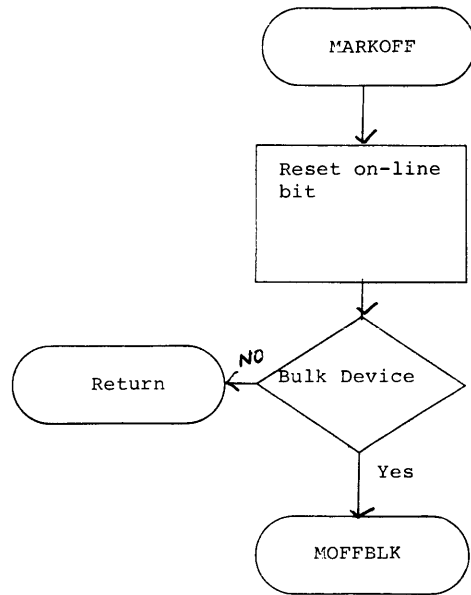 MARKOFF
Reset on-line
bit
NO
Bulk Device
Return
Yes
MOFFBLK